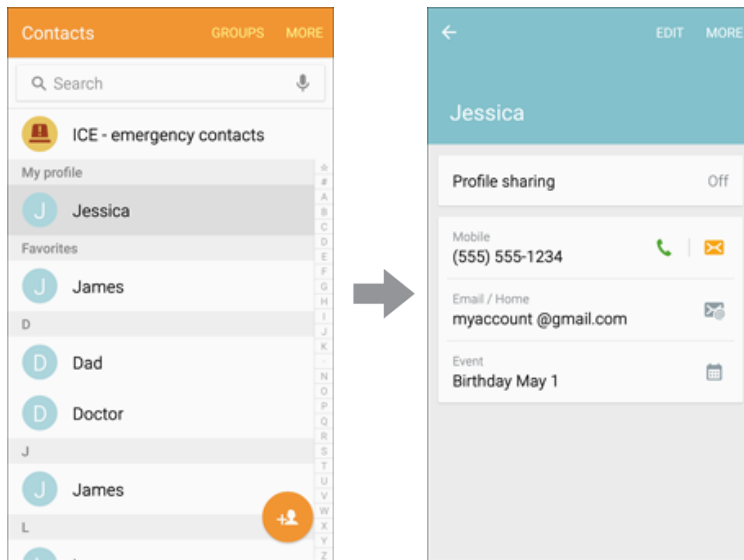 Contacts GROUPS MORE
Search
ICE - emergency contacts
My profile
J Jessica
Favorites
J James
D
D Dad
D Doctor
J
J James
L
☆
#
A
B
C
D
E
F
G
H
I
J
K
.
N
O
P
Q
R
S
T
U
V
W
X
Y
Z
EDIT MORE
Jessica
Profile sharing Off
Mobile
(555) 555-1234
Email / Home
myaccount @gmail.com
Event
Birthday May 1